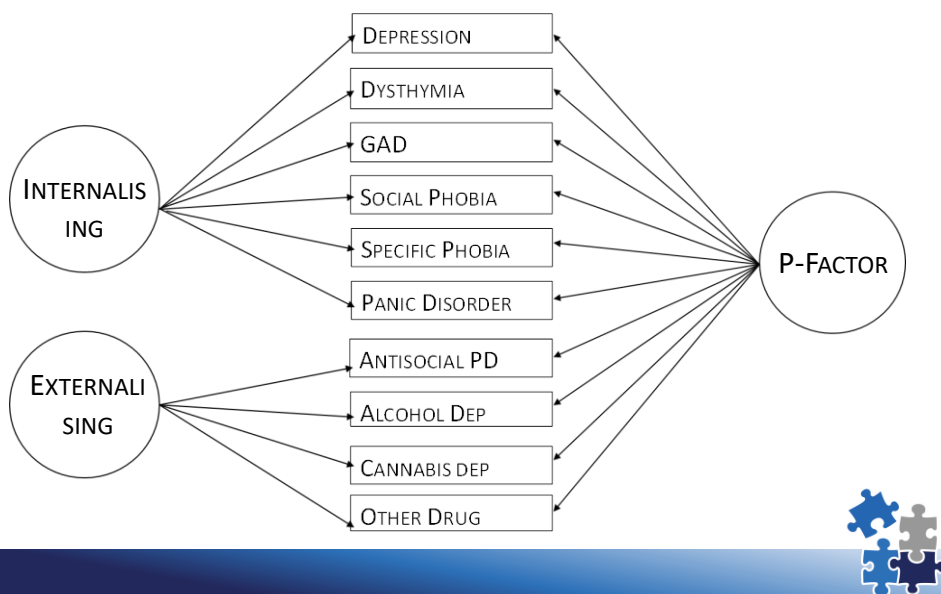 DEPRESSION
DYSTHYMIA
GAD
SOCIAL PHOBIA
SPECIFIC PHOBIA
PANIC DISORDER
ANTISOCIAL PD
ALCOHOL DEP
CANNABIS DEP
OTHER DRUG
INTERNALIS
ING
EXTERNALI
SING
P-FACTOR